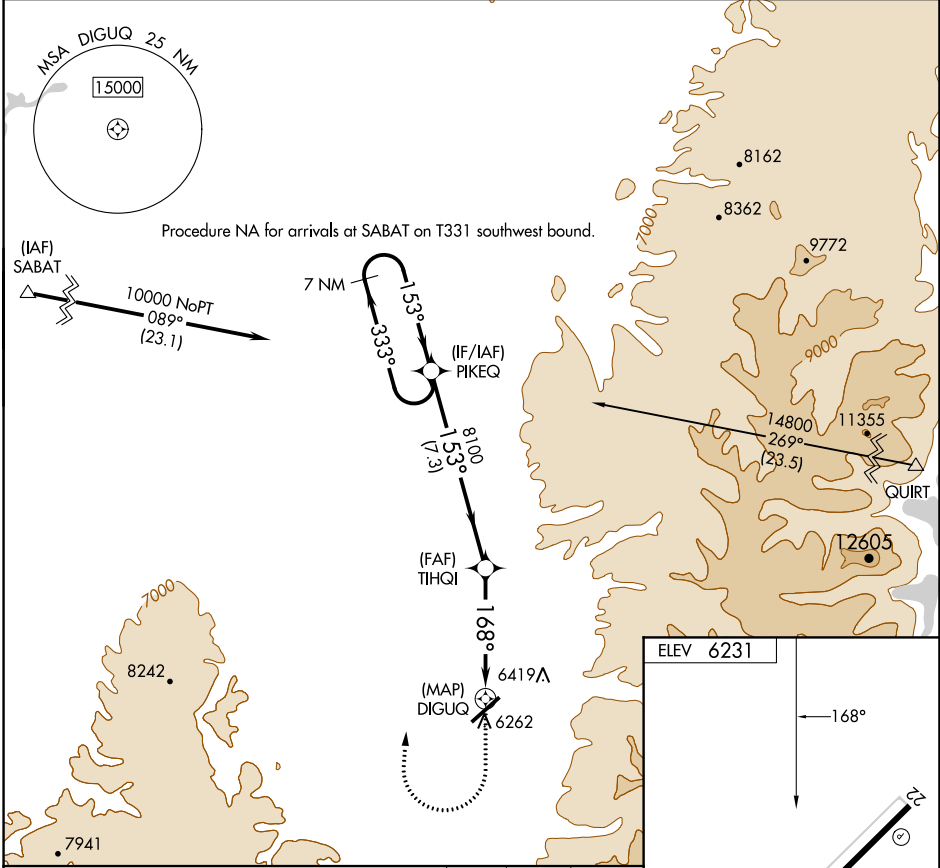 MSA DIGUQ 25 NM
15000
8162
8362
7000
9772
Procedure NA for arrivals at SABAT on T331 southwest bound.
(IAF)
SABAT
10000 NoPT
089°
(23.1)
7 NM
153°
333°
(IF/IAF)
PIKEQ
9000
8100
153°
(7.3)
14800
269°
(23.5)
11355
QUIRT
12605
(FAF)
TIHQI
168°
7000
8242
6419
(MAP)
DIGUQ
6262
7941
ELEV 6231
168°
22
P